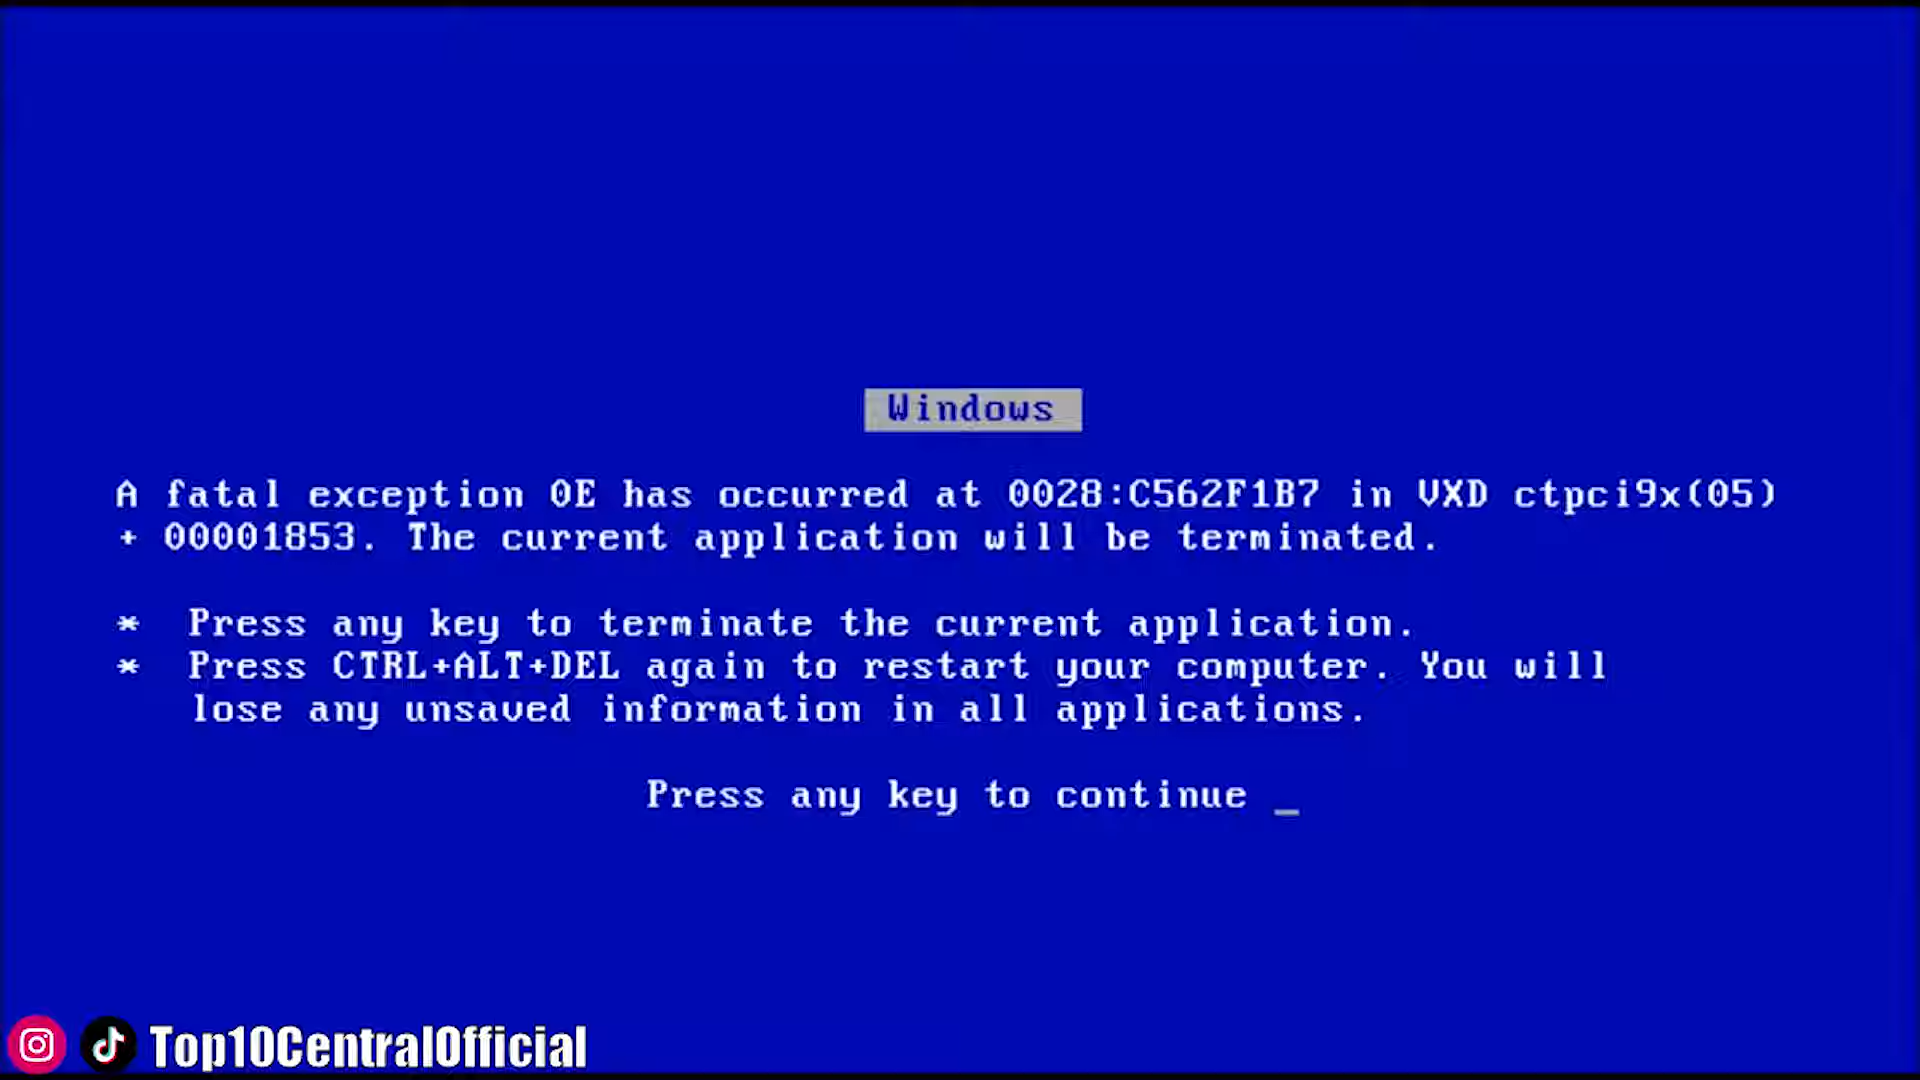 Windows
A fatal exception 0E has occurred at 0028:C562F1B7 in VXD ctpci9x(05)
+ 00001853. The current application will be terminated.
* Press any key to terminate the current application.
* Press CTRL+ALT+DEL again to restart your computer. You will
lose any unsaved information in all applications.
Press any key to continue _
Top10CentralOfficial